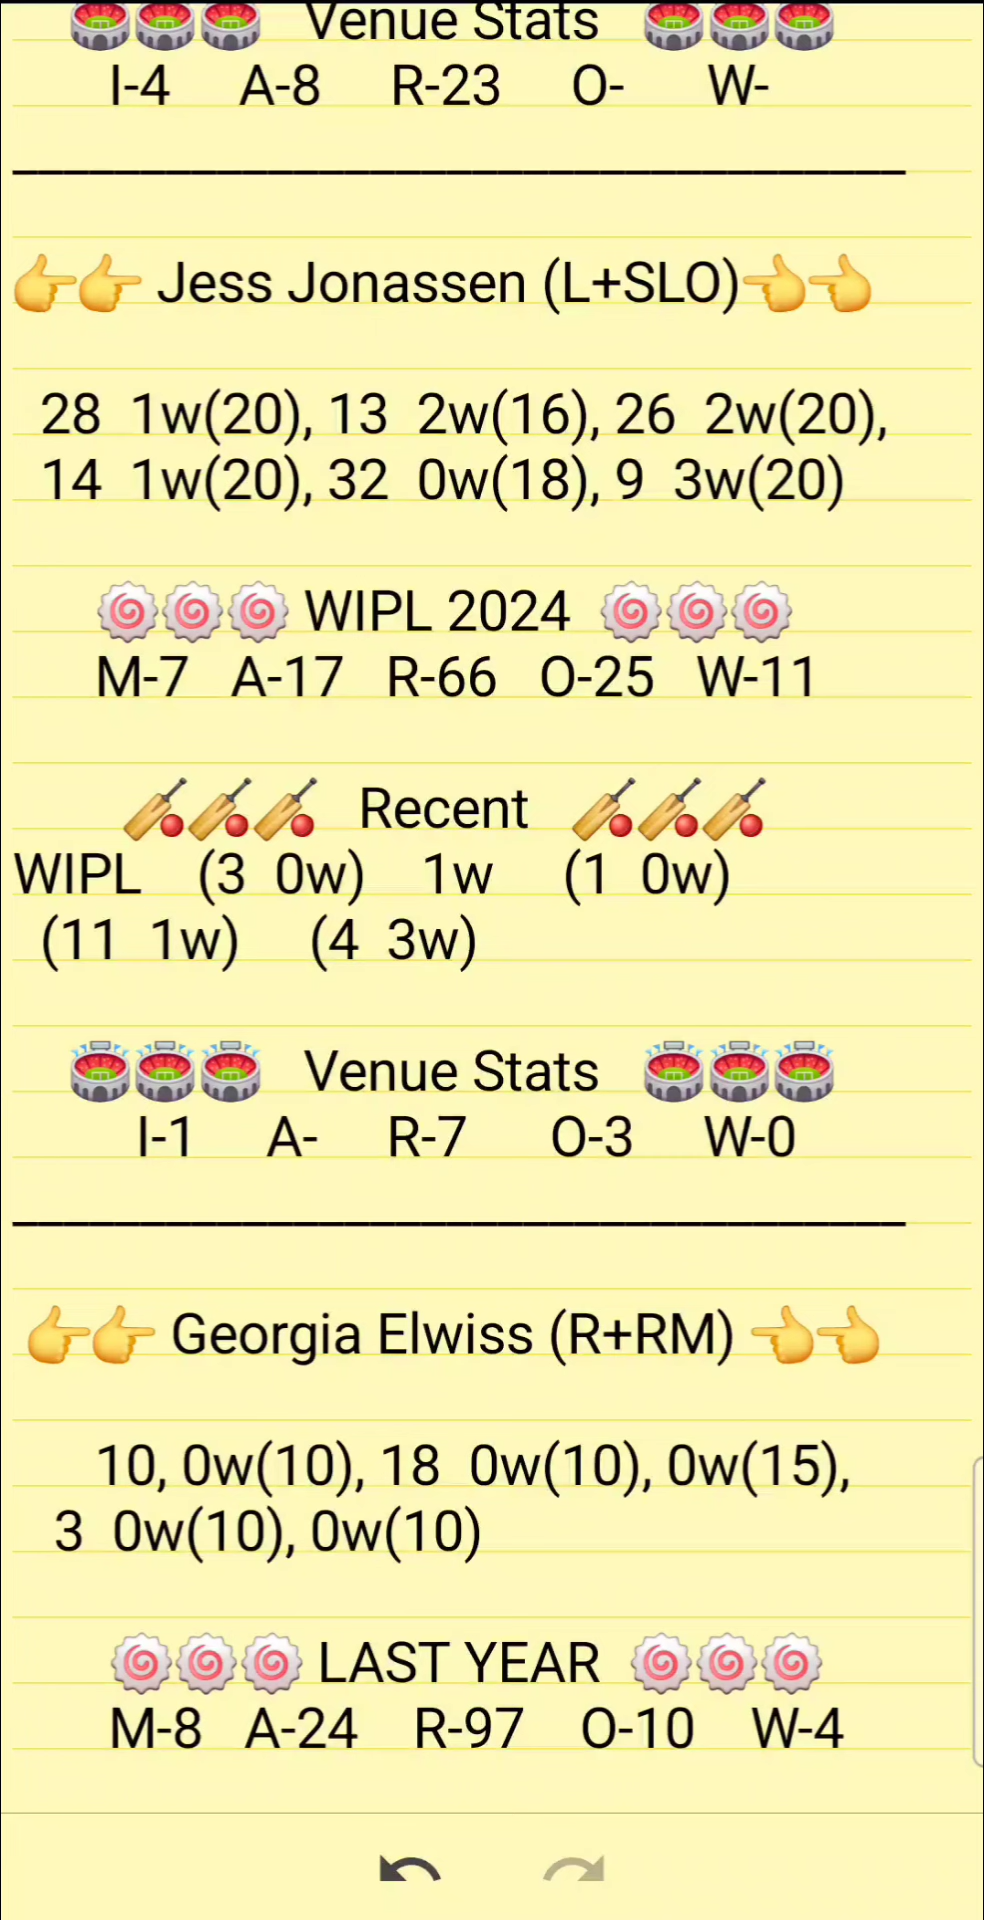 Venue Stats
I-4 A-8 R-23 O- W-
Jess Jonassen (L+SLO)
28 1w(20), 13 2w(16), 26 2w(20),
14 1w(20), 32 0w(18), 9 3w(20)
WIPL 2024
M-7 A-17 R-66 O-25 W-11
Recent
WIPL (3 0w) 1w (1 0w)
(11 1w) (4 3w)
Venue Stats
I-1 A- R-7 O-3 W-0
Georgia Elwiss (R+RM)
10, 0w(10), 18 0w(10), 0w(15),
3 0w(10), 0w(10)
LAST YEAR
M-8 A-24 R-97 O-10 W-4